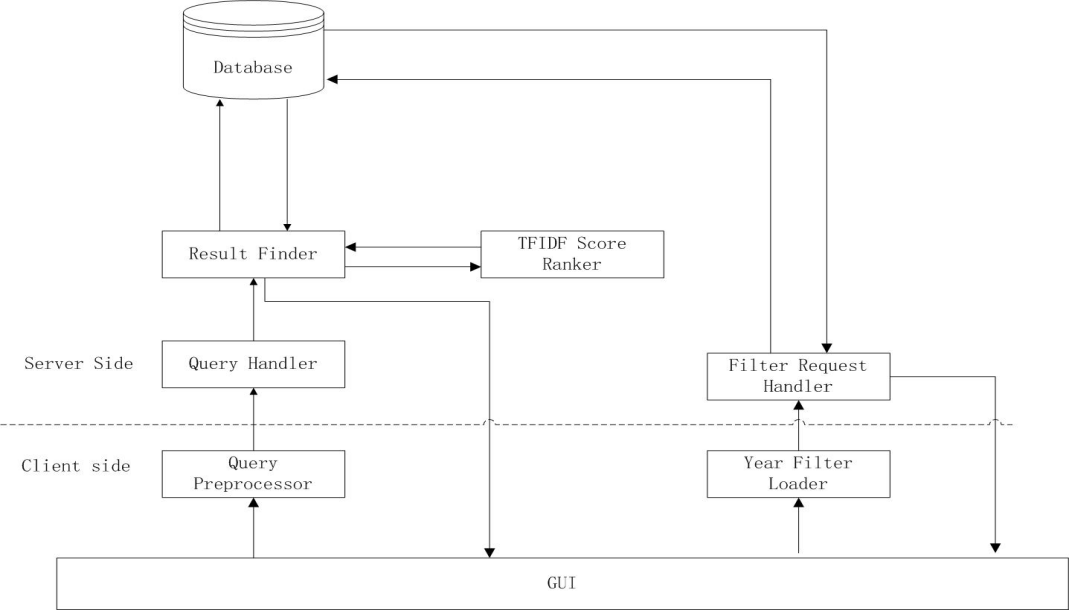 Database
Result Finder
TFIDF Score
Ranker
Server Side
Query Handler
Filter Request
Handler
Client side
Query
Preprocessor
Year Filter
Loader
GUI